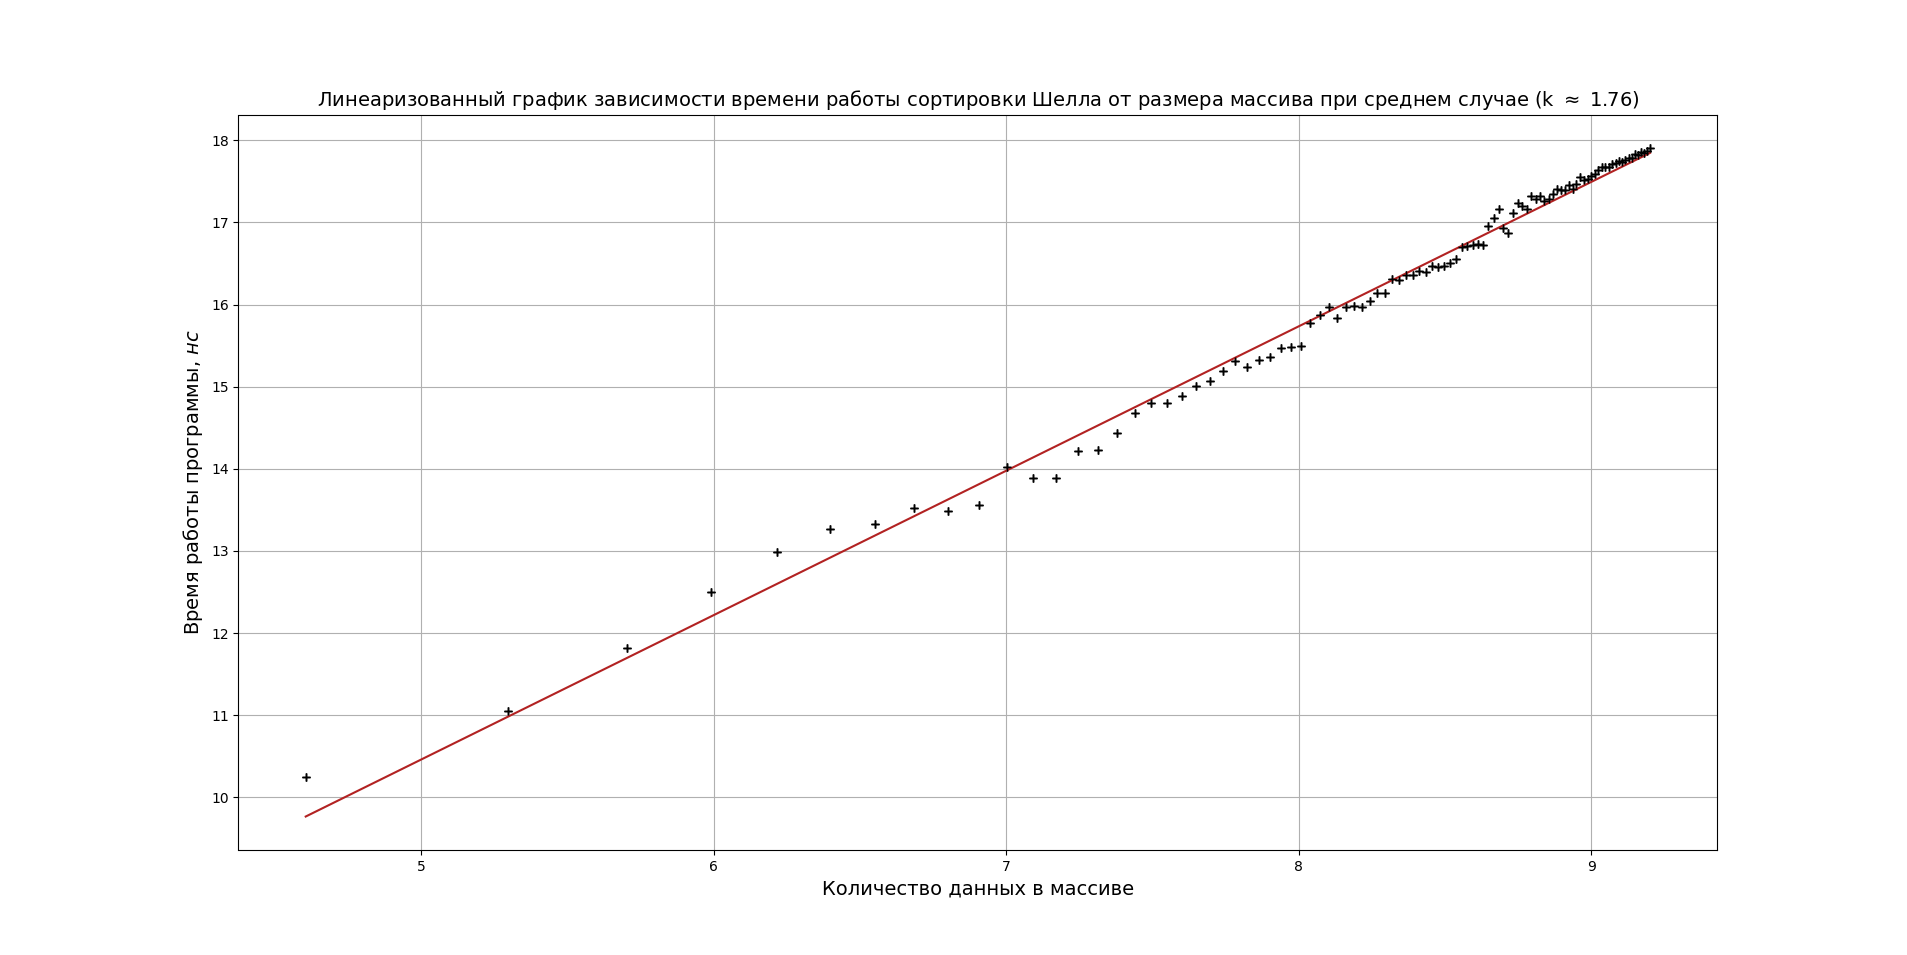 Линеаризованный график зависимости времени работы сортировки Шелла от размера массива при среднем случае (k ≈ 1.76)
18
17
16
15
14
13
12
11
10
Время работы программы, нс
5 6 7 8 9
Количество данных в массиве